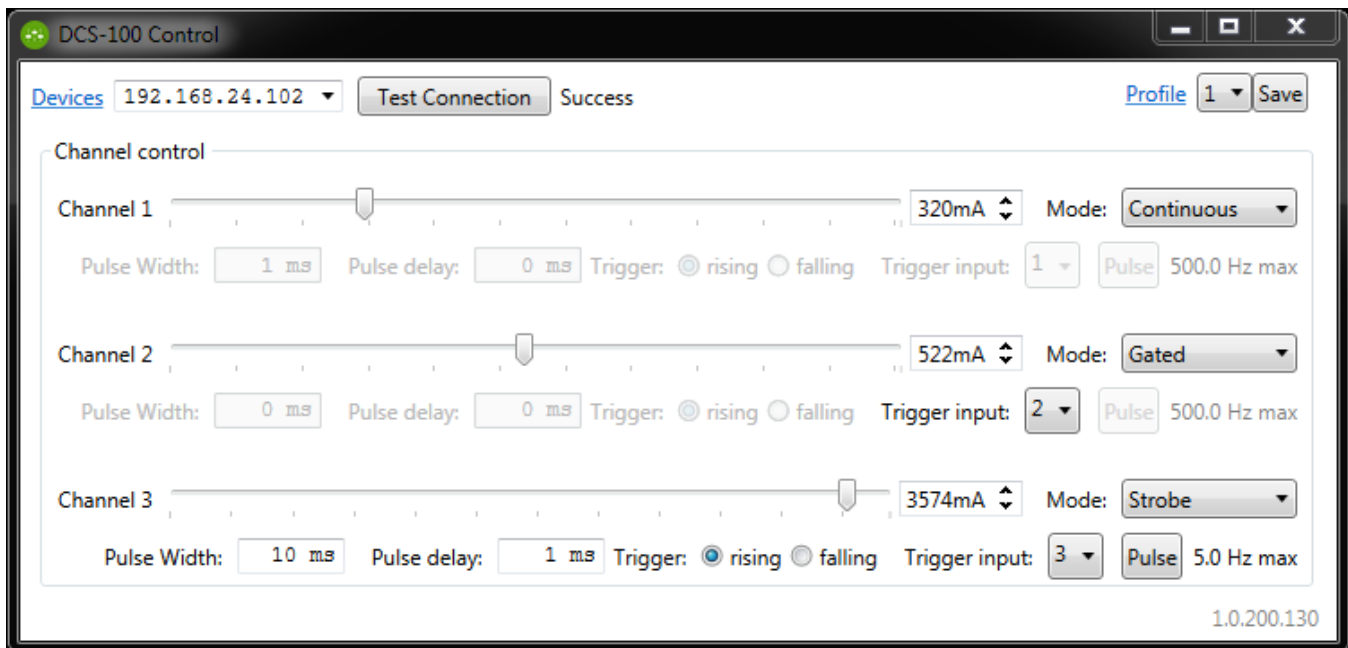 DCS-100 Control
Devices 192.168.24.102 Test Connection Success Profile 1 Save
Channel control
Channel 1 320mA Mode: Continuous
Pulse Width: 1 ms Pulse delay: 0 ms Trigger: rising falling Trigger input: 1 Pulse 500.0 Hz max
Channel 2 522mA Mode: Gated
Pulse Width: 0 ms Pulse delay: 0 ms Trigger: rising falling Trigger input: 2 Pulse 500.0 Hz max
Channel 3 3574mA Mode: Strobe
Pulse Width: 10 ms Pulse delay: 1 ms Trigger: rising falling Trigger input: 3 Pulse 5.0 Hz max
1.0.200.130